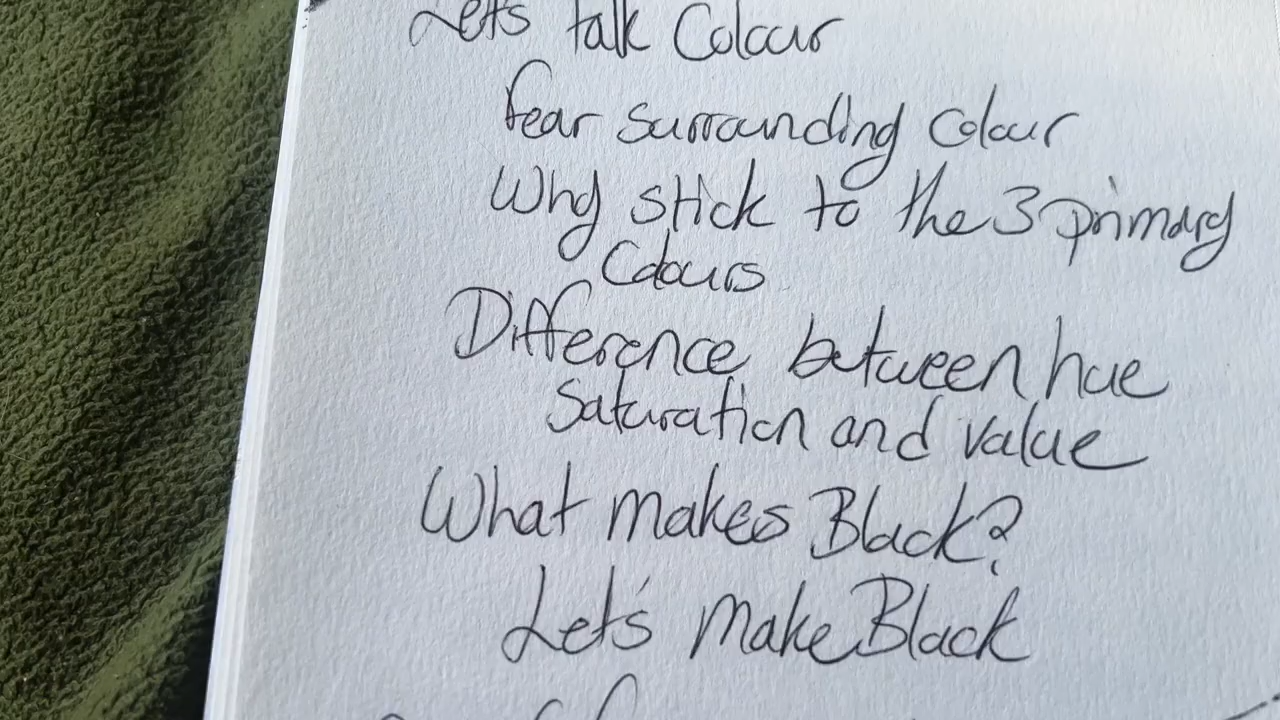 Lets talk Colour
fear surrounding Colour
Why stick to the 3 primary
Colours
Difference between hue
Saturation and value
What makes Black?
Let's make Black